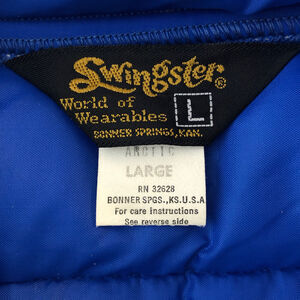 Swingster®
World of
Wearables
L
BONNER SPRINGS, KAN.
ARCTIC
LARGE
RN 32628
BONNER SPGS., KS. U.S.A
For care instructions
See reverse side